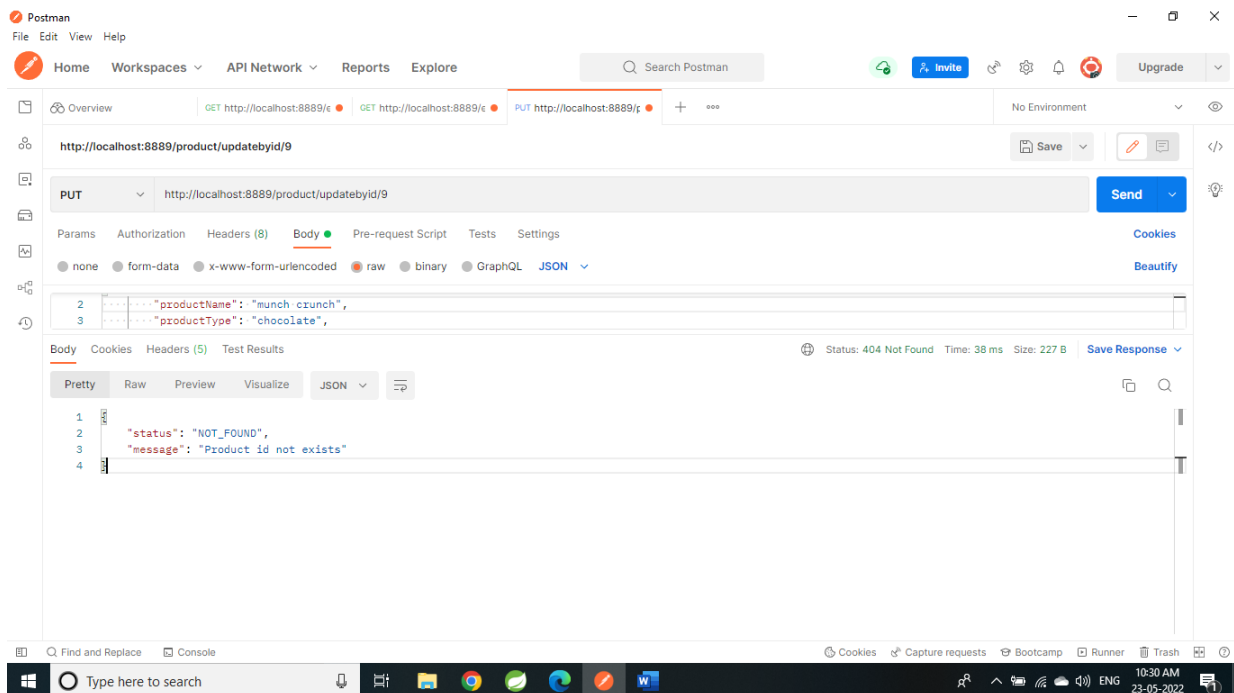 Postman
File Edit View Help
Home Workspaces API Network Reports Explore Search Postman Invite Upgrade
Overview GET http://localhost:8889/e GET http://localhost:8889/e PUT http://localhost:8889/p No Environment
http://localhost:8889/product/updatebyid/9 Save
PUT http://localhost:8889/product/updatebyid/9 Send
Params Authorization Headers (8) Body Pre-request Script Tests Settings Cookies
none form-data x-www-form-urlencoded raw binary GraphQL JSON Beautify
2 "productName": "munch crunch",
3 "productType": "chocolate",
Body Cookies Headers (5) Test Results Status: 404 Not Found Time: 38 ms Size: 227 B Save Response
Pretty Raw Preview Visualize JSON
1 {
2 "status": "NOT_FOUND",
3 "message": "Product id not exists"
4 }
Find and Replace Console Cookies Capture requests Bootcamp Runner Trash
Type here to search ENG 10:30 AM
23-05-2022